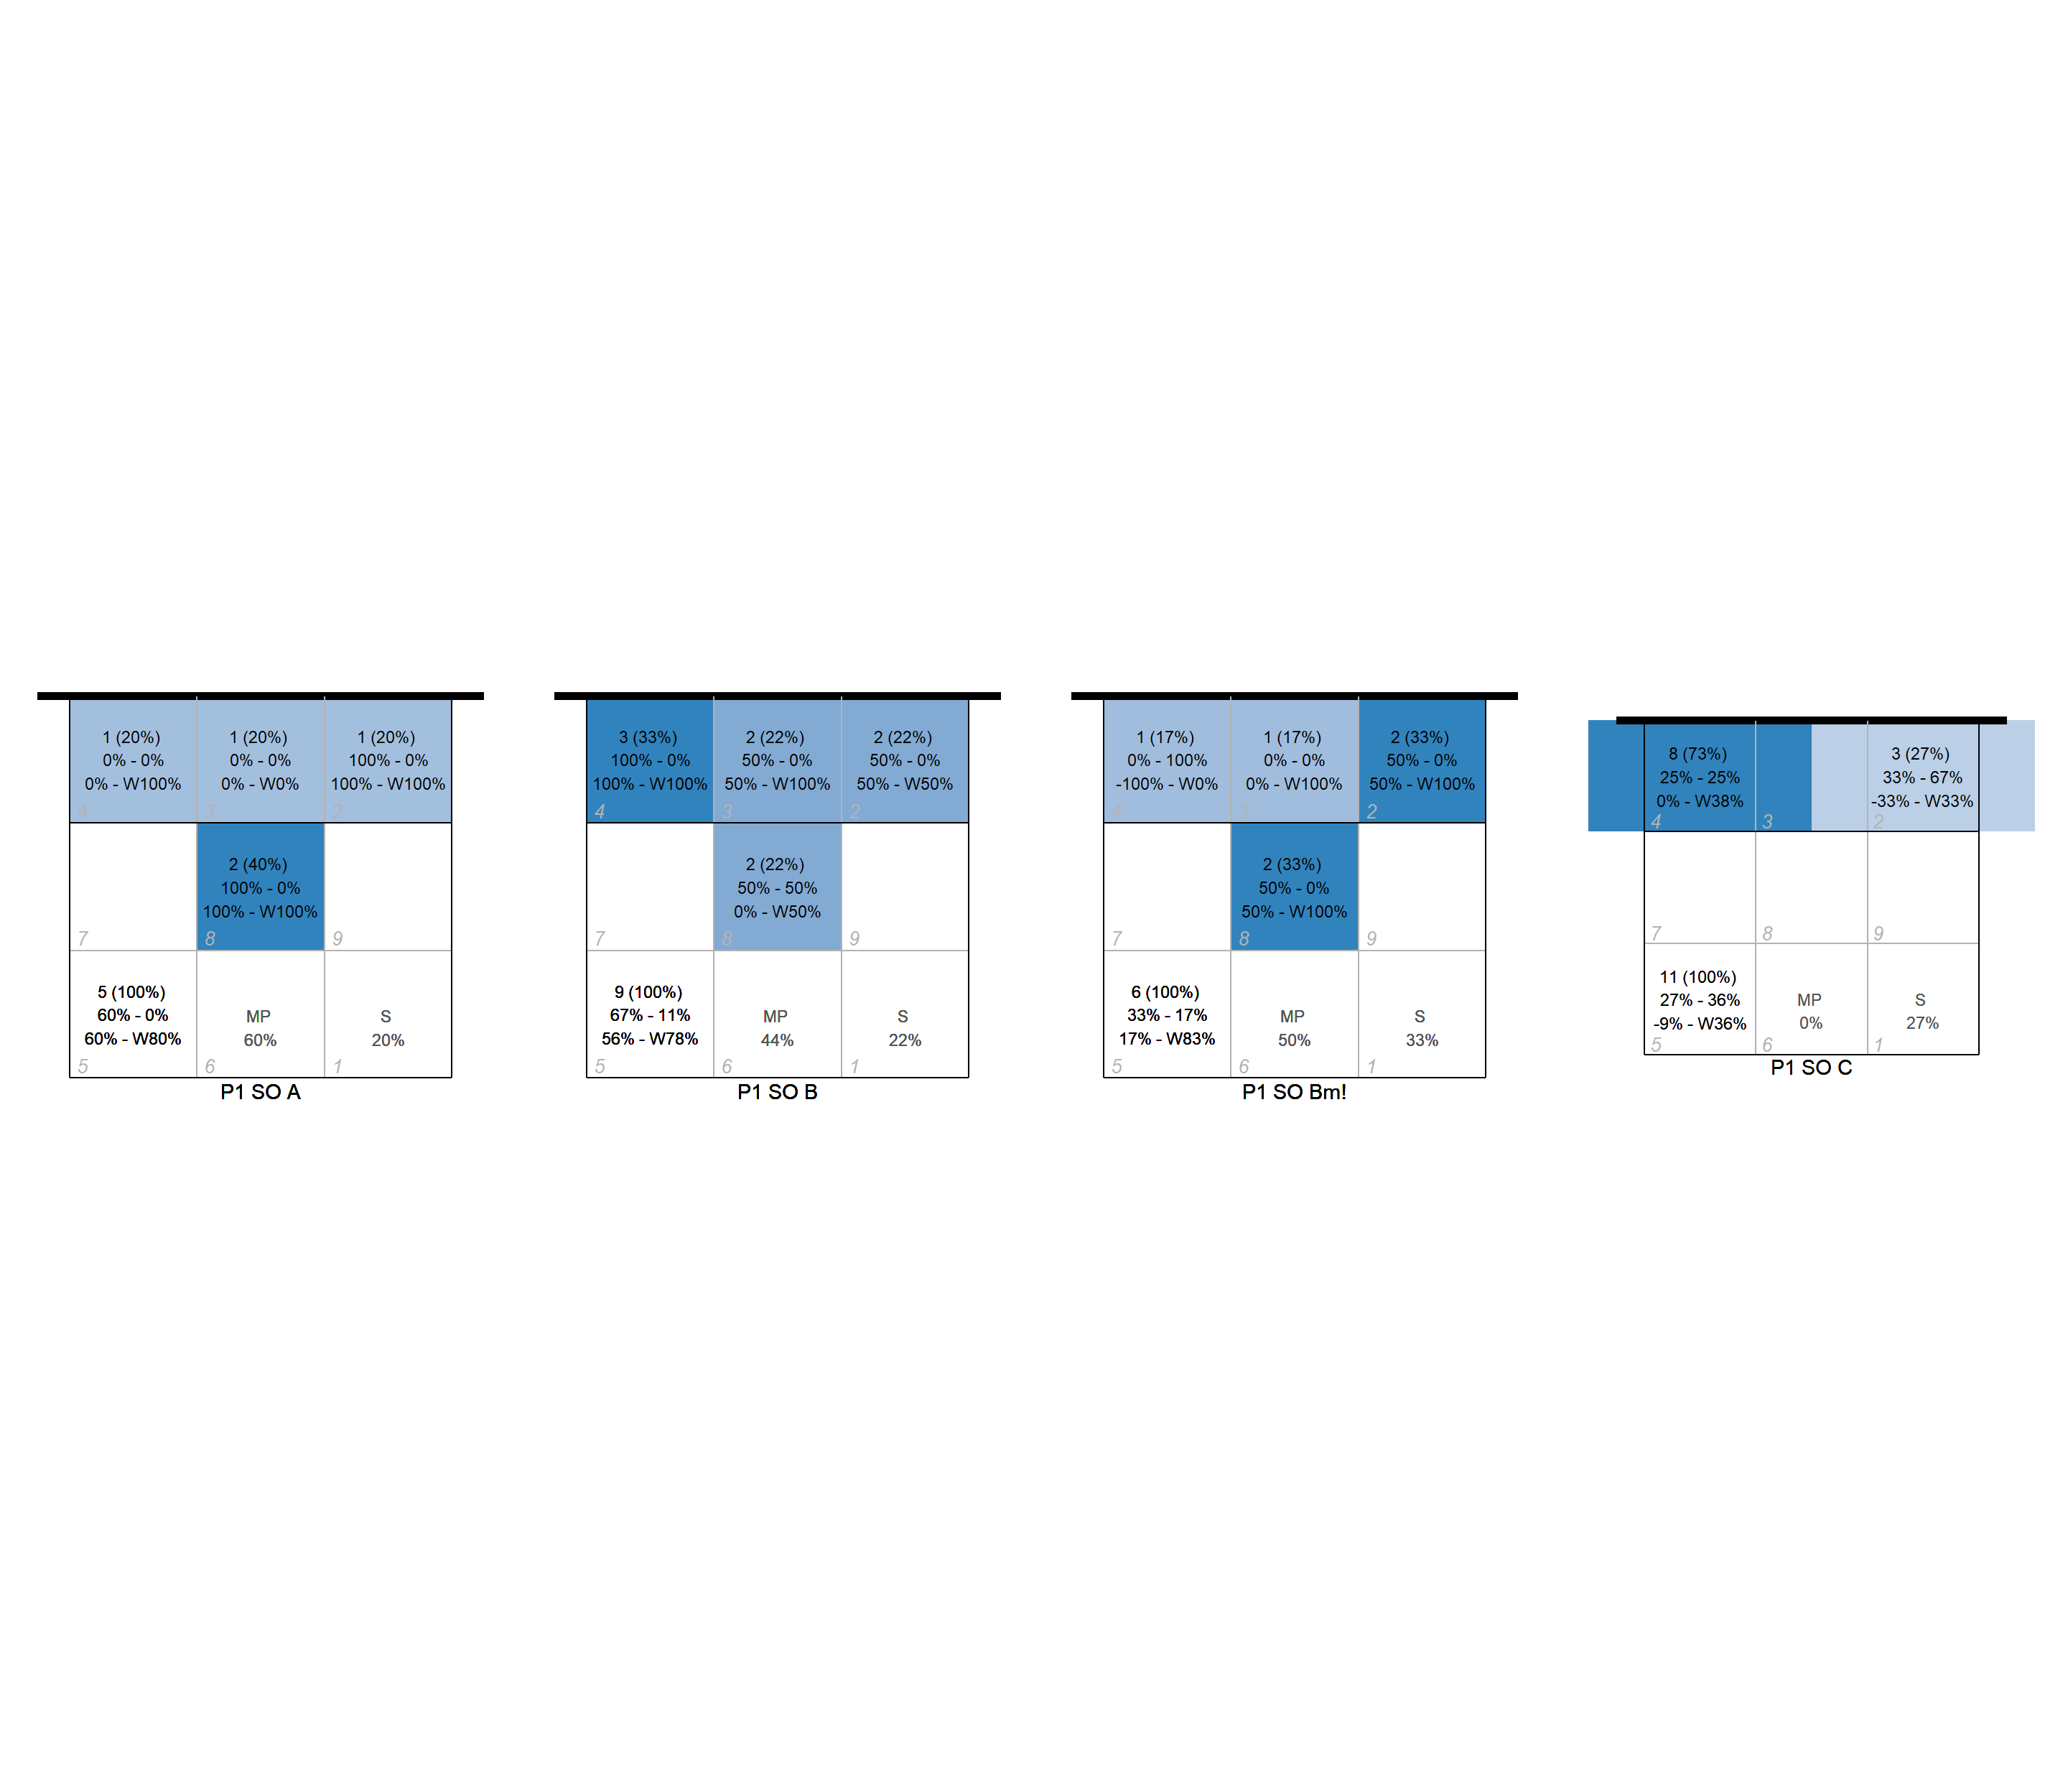 1 (20%)
0% - 0%
0% - W100%
4
1 (20%)
0% - 0%
0% - W0%
3
1 (20%)
100% - 0%
100% - W100%
2
7
2 (40%)
100% - 0%
100% - W100%
8
9
5 (100%)
60% - 0%
60% - W80%
5
MP
60%
6
S
20%
1
P1 SO A
3 (33%)
100% - 0%
100% - W100%
4
2 (22%)
50% - 0%
50% - W100%
3
2 (22%)
50% - 0%
50% - W50%
2
7
2 (22%)
50% - 50%
0% - W50%
8
9
9 (100%)
67% - 11%
56% - W78%
5
MP
44%
6
S
22%
1
P1 SO B
1 (17%)
0% - 100%
-100% - W0%
4
1 (17%)
0% - 0%
0% - W100%
3
2 (33%)
50% - 0%
50% - W100%
2
7
2 (33%)
50% - 0%
50% - W100%
8
9
6 (100%)
33% - 17%
17% - W83%
5
MP
50%
6
S
33%
1
P1 SO Bm!
8 (73%)
25% - 25%
0% - W38%
4
3
3 (27%)
33% - 67%
-33% - W33%
2
7
8
9
11 (100%)
27% - 36%
-9% - W36%
5
MP
0%
6
S
27%
1
P1 SO C